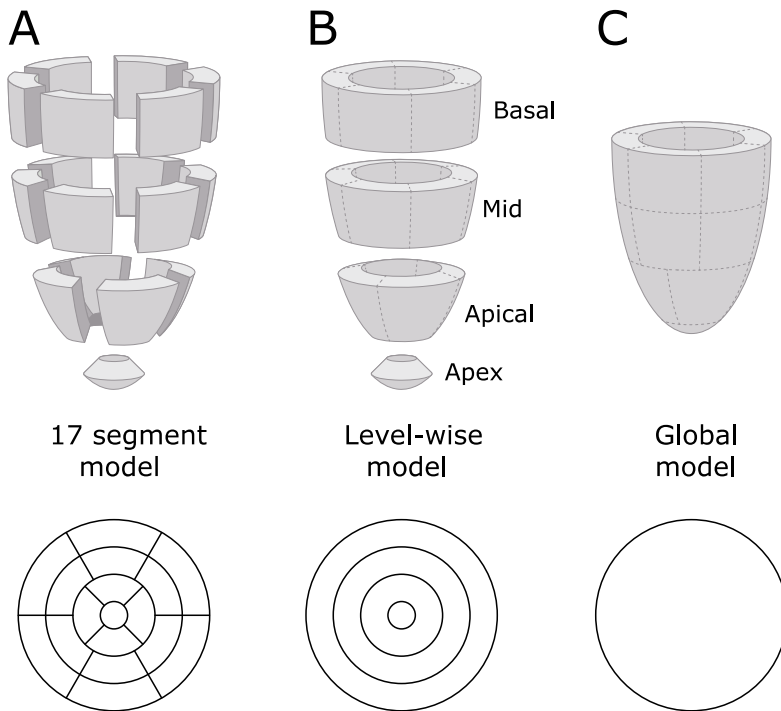 A
B
C
Basal
Mid
Apical
Apex
17 segment
model
Level-wise
model
Global
model